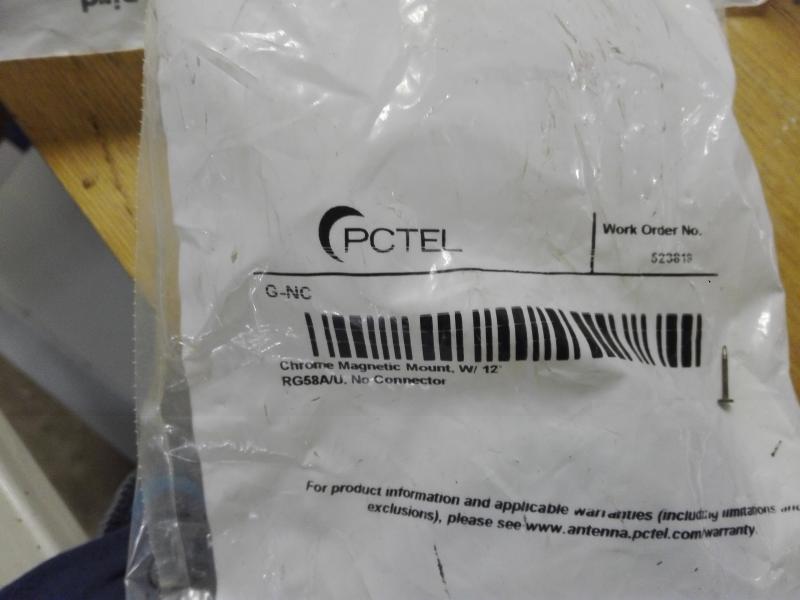 PCTEL
Work Order No.
523819
G-NC
Chrome Magnetic Mount, W/ 12'
RG58A/U, No Connector
For product information and applicable warranties (including limitations and
exclusions), please see www.antenna.pctel.com/warranty.